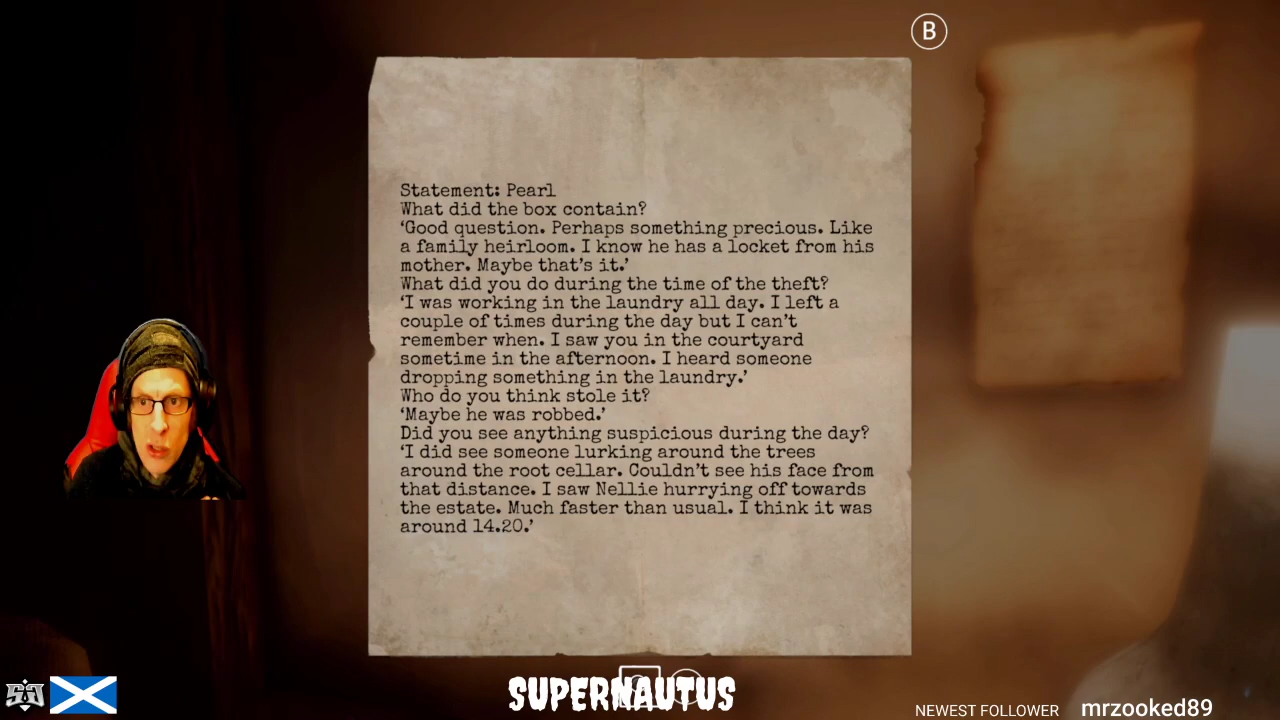 B
Statement: Pearl
What did the box contain?
‘Good question. Perhaps something precious. Like
a family heirloom. I know he has a locket from his
mother. Maybe that’s it.’
What did you do during the time of the theft?
‘I was working in the laundry all day. I left a
couple of times during the day but I can’t
remember when. I saw you in the courtyard
sometime in the afternoon. I heard someone
dropping something in the laundry.’
Who do you think stole it?
‘Maybe he was robbed.’
Did you see anything suspicious during the day?
‘I did see someone lurking around the trees
around the root cellar. Couldn’t see his face from
that distance. I saw Nellie hurrying off towards
the estate. Much faster than usual. I think it was
around 14.20.’
SUPERNAUTUS
NEWEST FOLLOWER mrzooked89